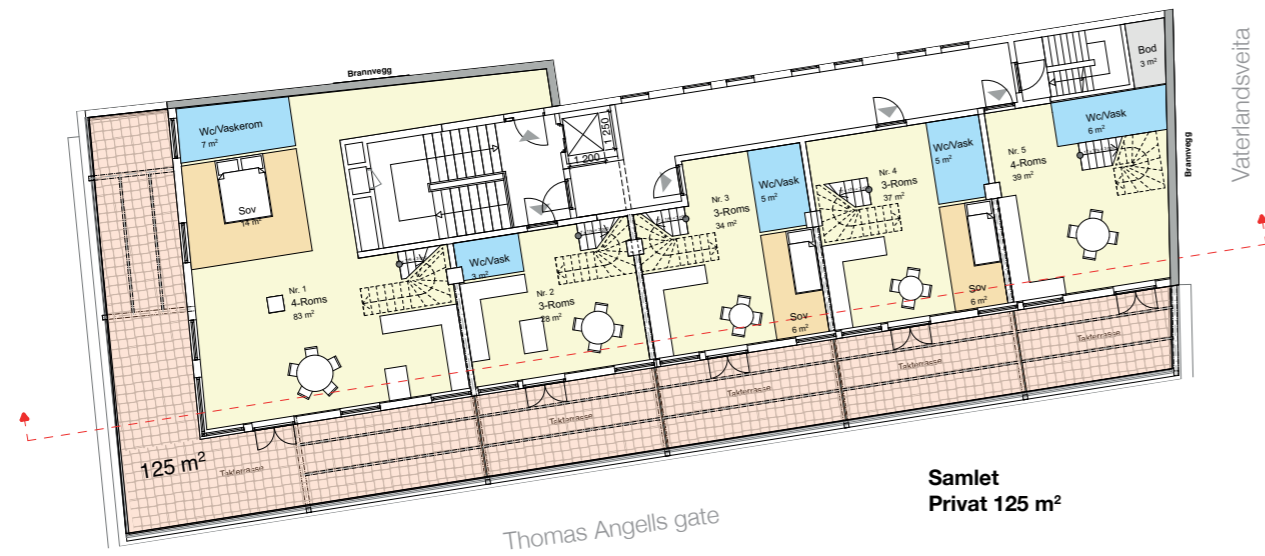 Brannvegg
Wc/Vaskerom
7 m²
Sov
14 m²
Nr. 1
4-Roms
83 m²
1 200
1 250
Wc/Vask
3 m²
Nr. 2
3-Roms
28 m²
Nr. 3
3-Roms
34 m²
Wc/Vask
5 m²
Sov
6 m²
Nr. 4
3-Roms
37 m²
Wc/Vask
5 m²
Sov
6 m²
Nr. 5
4-Roms
39 m²
Wc/Vask
6 m²
Bod
3 m²
Brannvegg
Vaterlandsveita
125 m²
Takterrasse
Takterrasse
Takterrasse
Takterrasse
Takterrasse
Thomas Angells gate
Samlet
Privat 125 m²